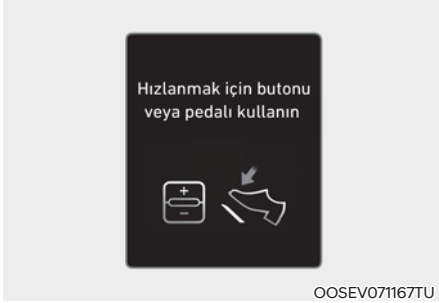 Hızlanmak için butonu
veya pedalı kullanın
+
−
OOSEV071167TU